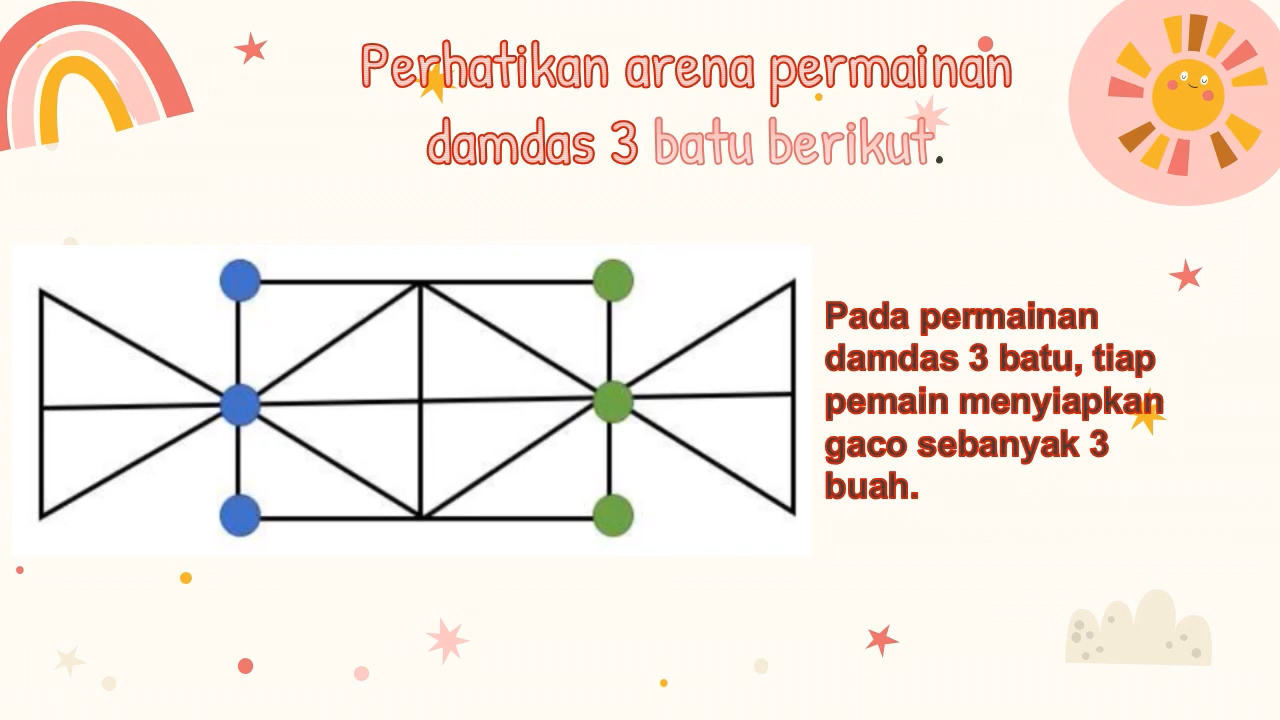 Perhatikan arena permainan
damdas 3 batu berikut.
Pada permainan
damdas 3 batu, tiap
pemain menyiapkan
gaco sebanyak 3
buah.